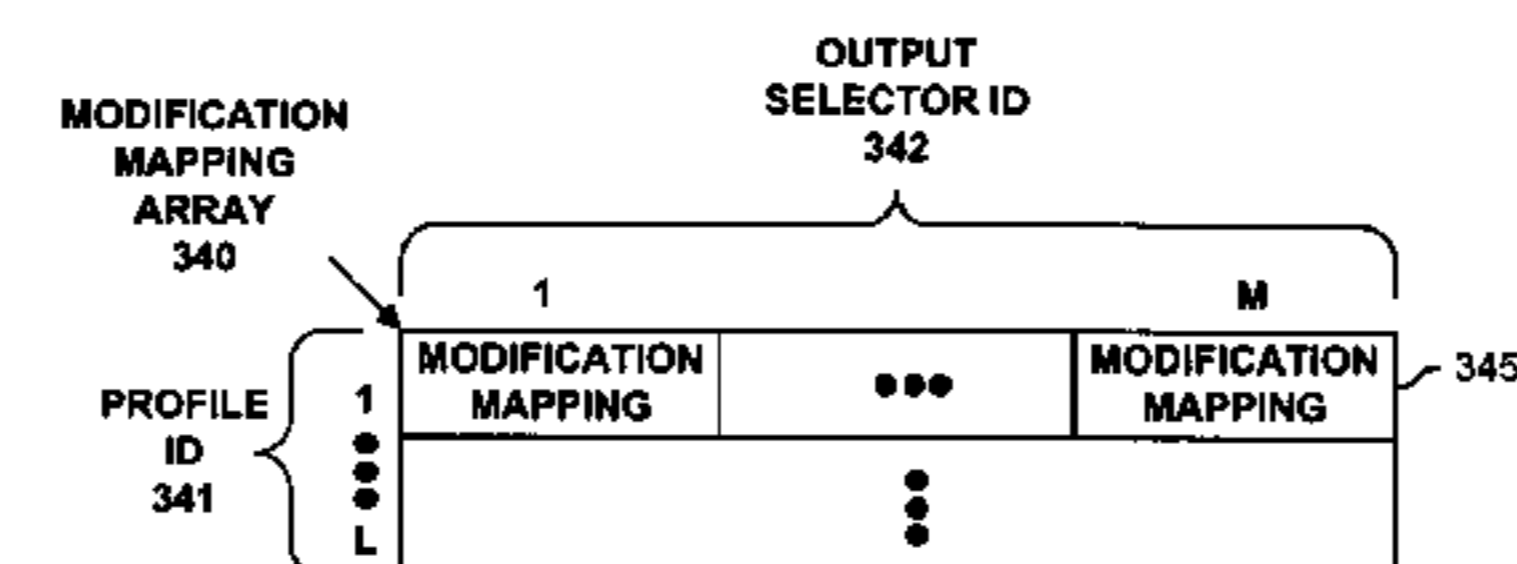 OUTPUT
SELECTOR ID
342
MODIFICATION
MAPPING
ARRAY
340
1
M
MODIFICATION
MAPPING
●●●
MODIFICATION
MAPPING
345
PROFILE
ID
341
1
●
●
●
L
●
●
●